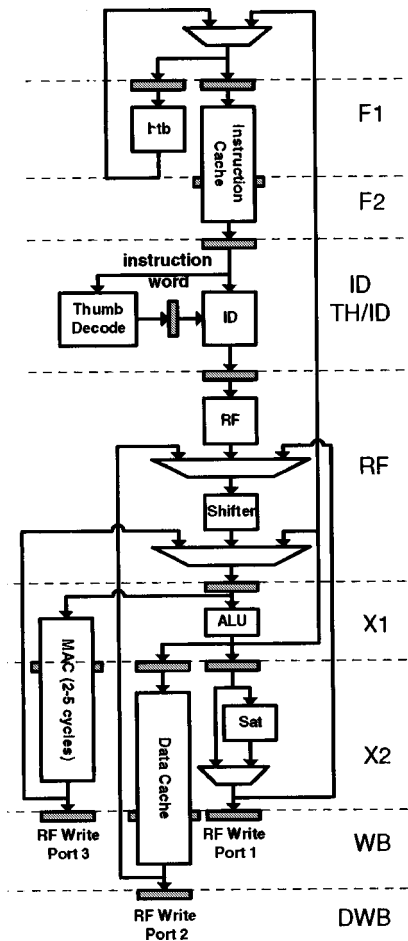 F1
btb
Instruction
Cache
F2
instruction
word
ID
TH/ID
Thumb
Decode
ID
RF
RF
Shifter
X1
ALU
MAC (2-5 cycles)
Data Cache
Sat
X2
RF Write
Port 3
RF Write
Port 1
WB
RF Write
Port 2
DWB